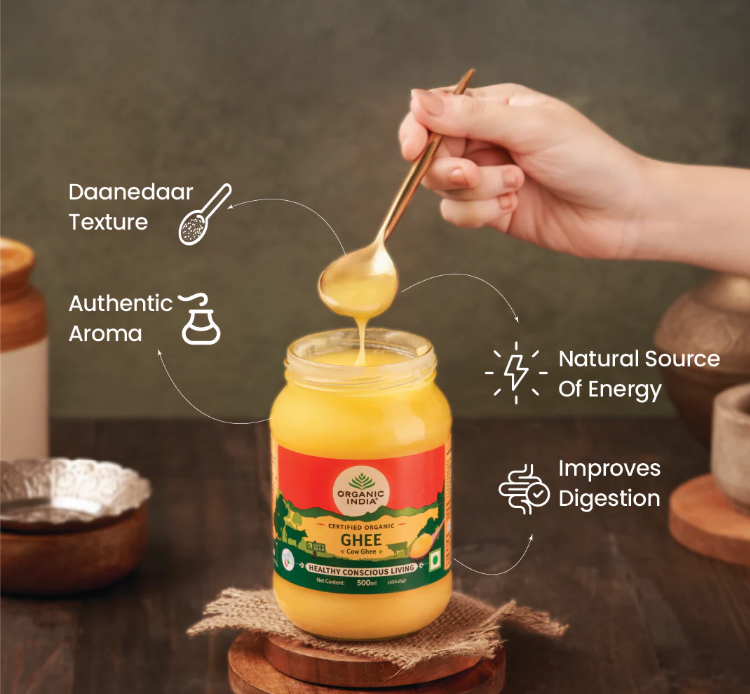 Daanedaar
Texture
Authentic
Aroma
Natural Source
Of Energy
Improves
Digestion
ORGANIC
INDIA
CERTIFIED ORGANIC
GHEE
Cow Ghee
HEALTHY CONSCIOUS LIVING
Net Content: 500ml